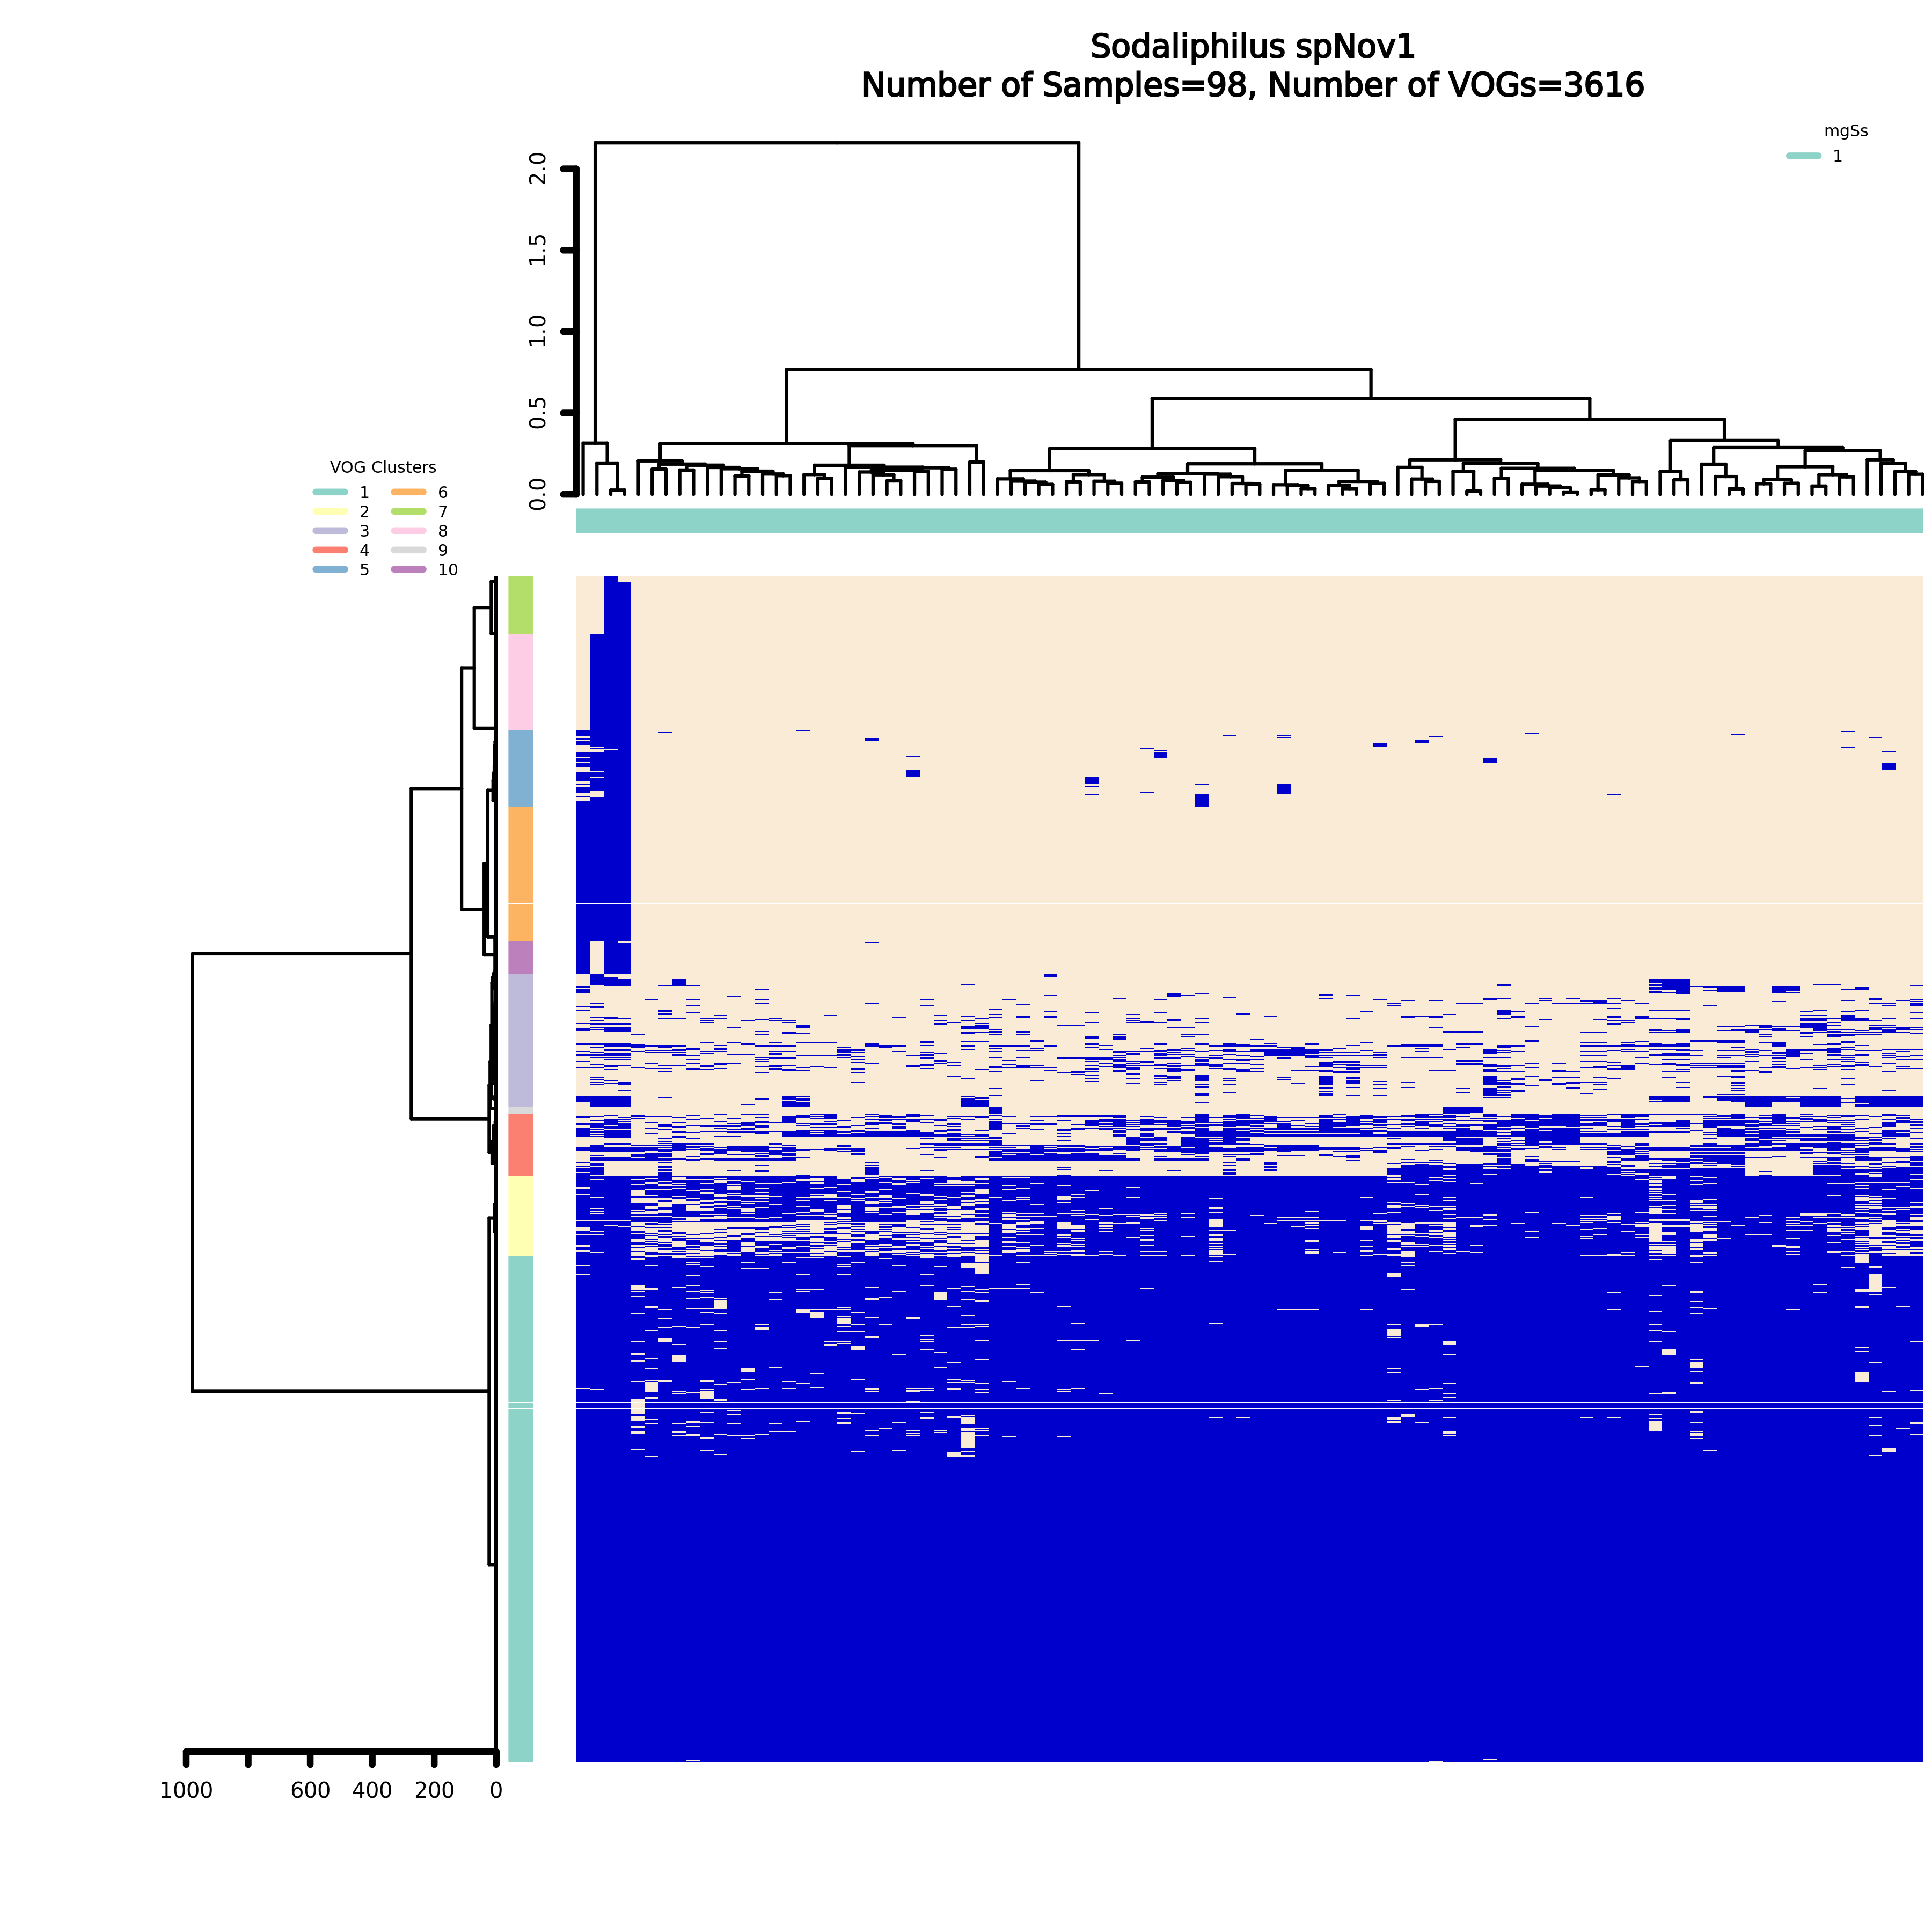 Sodaliphilus spNov1
Number of Samples=98, Number of VOGs=3616
mgSs
1
2.0
1.5
1.0
0.5
0.0
VOG Clusters
1 6
2 7
3 8
4 9
5 10
1000 600 400 200 0